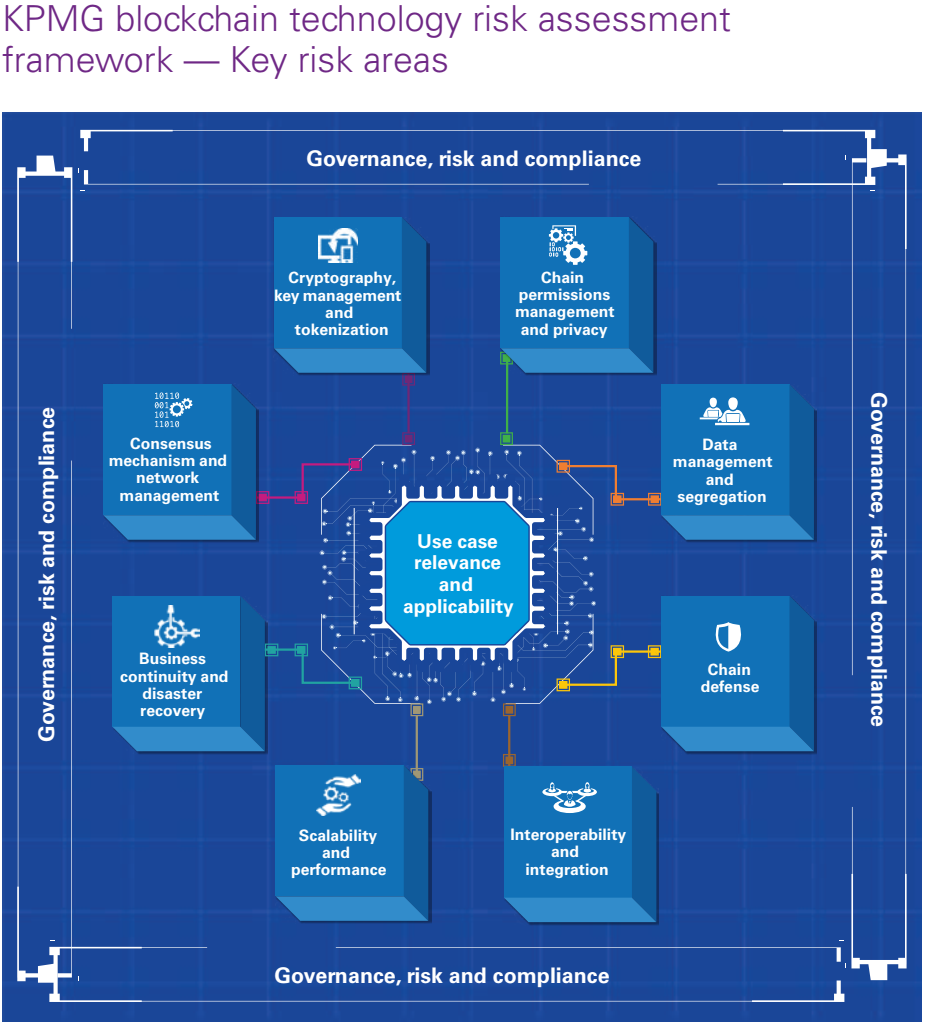 KPMG blockchain technology risk assessment
framework — Key risk areas
Governance, risk and compliance
Cryptography,
key management
and
tokenization
Chain
permissions
management
and privacy
10110
001
101
11010
Consensus
mechanism and
network
management
Data
management
and
segregation
Governance, risk and compliance
Use case
relevance
and
applicability
Governance, risk and compliance
Business
continuity and
disaster
recovery
Chain
defense
Scalability
and
performance
Interoperability
and
integration
Governance, risk and compliance